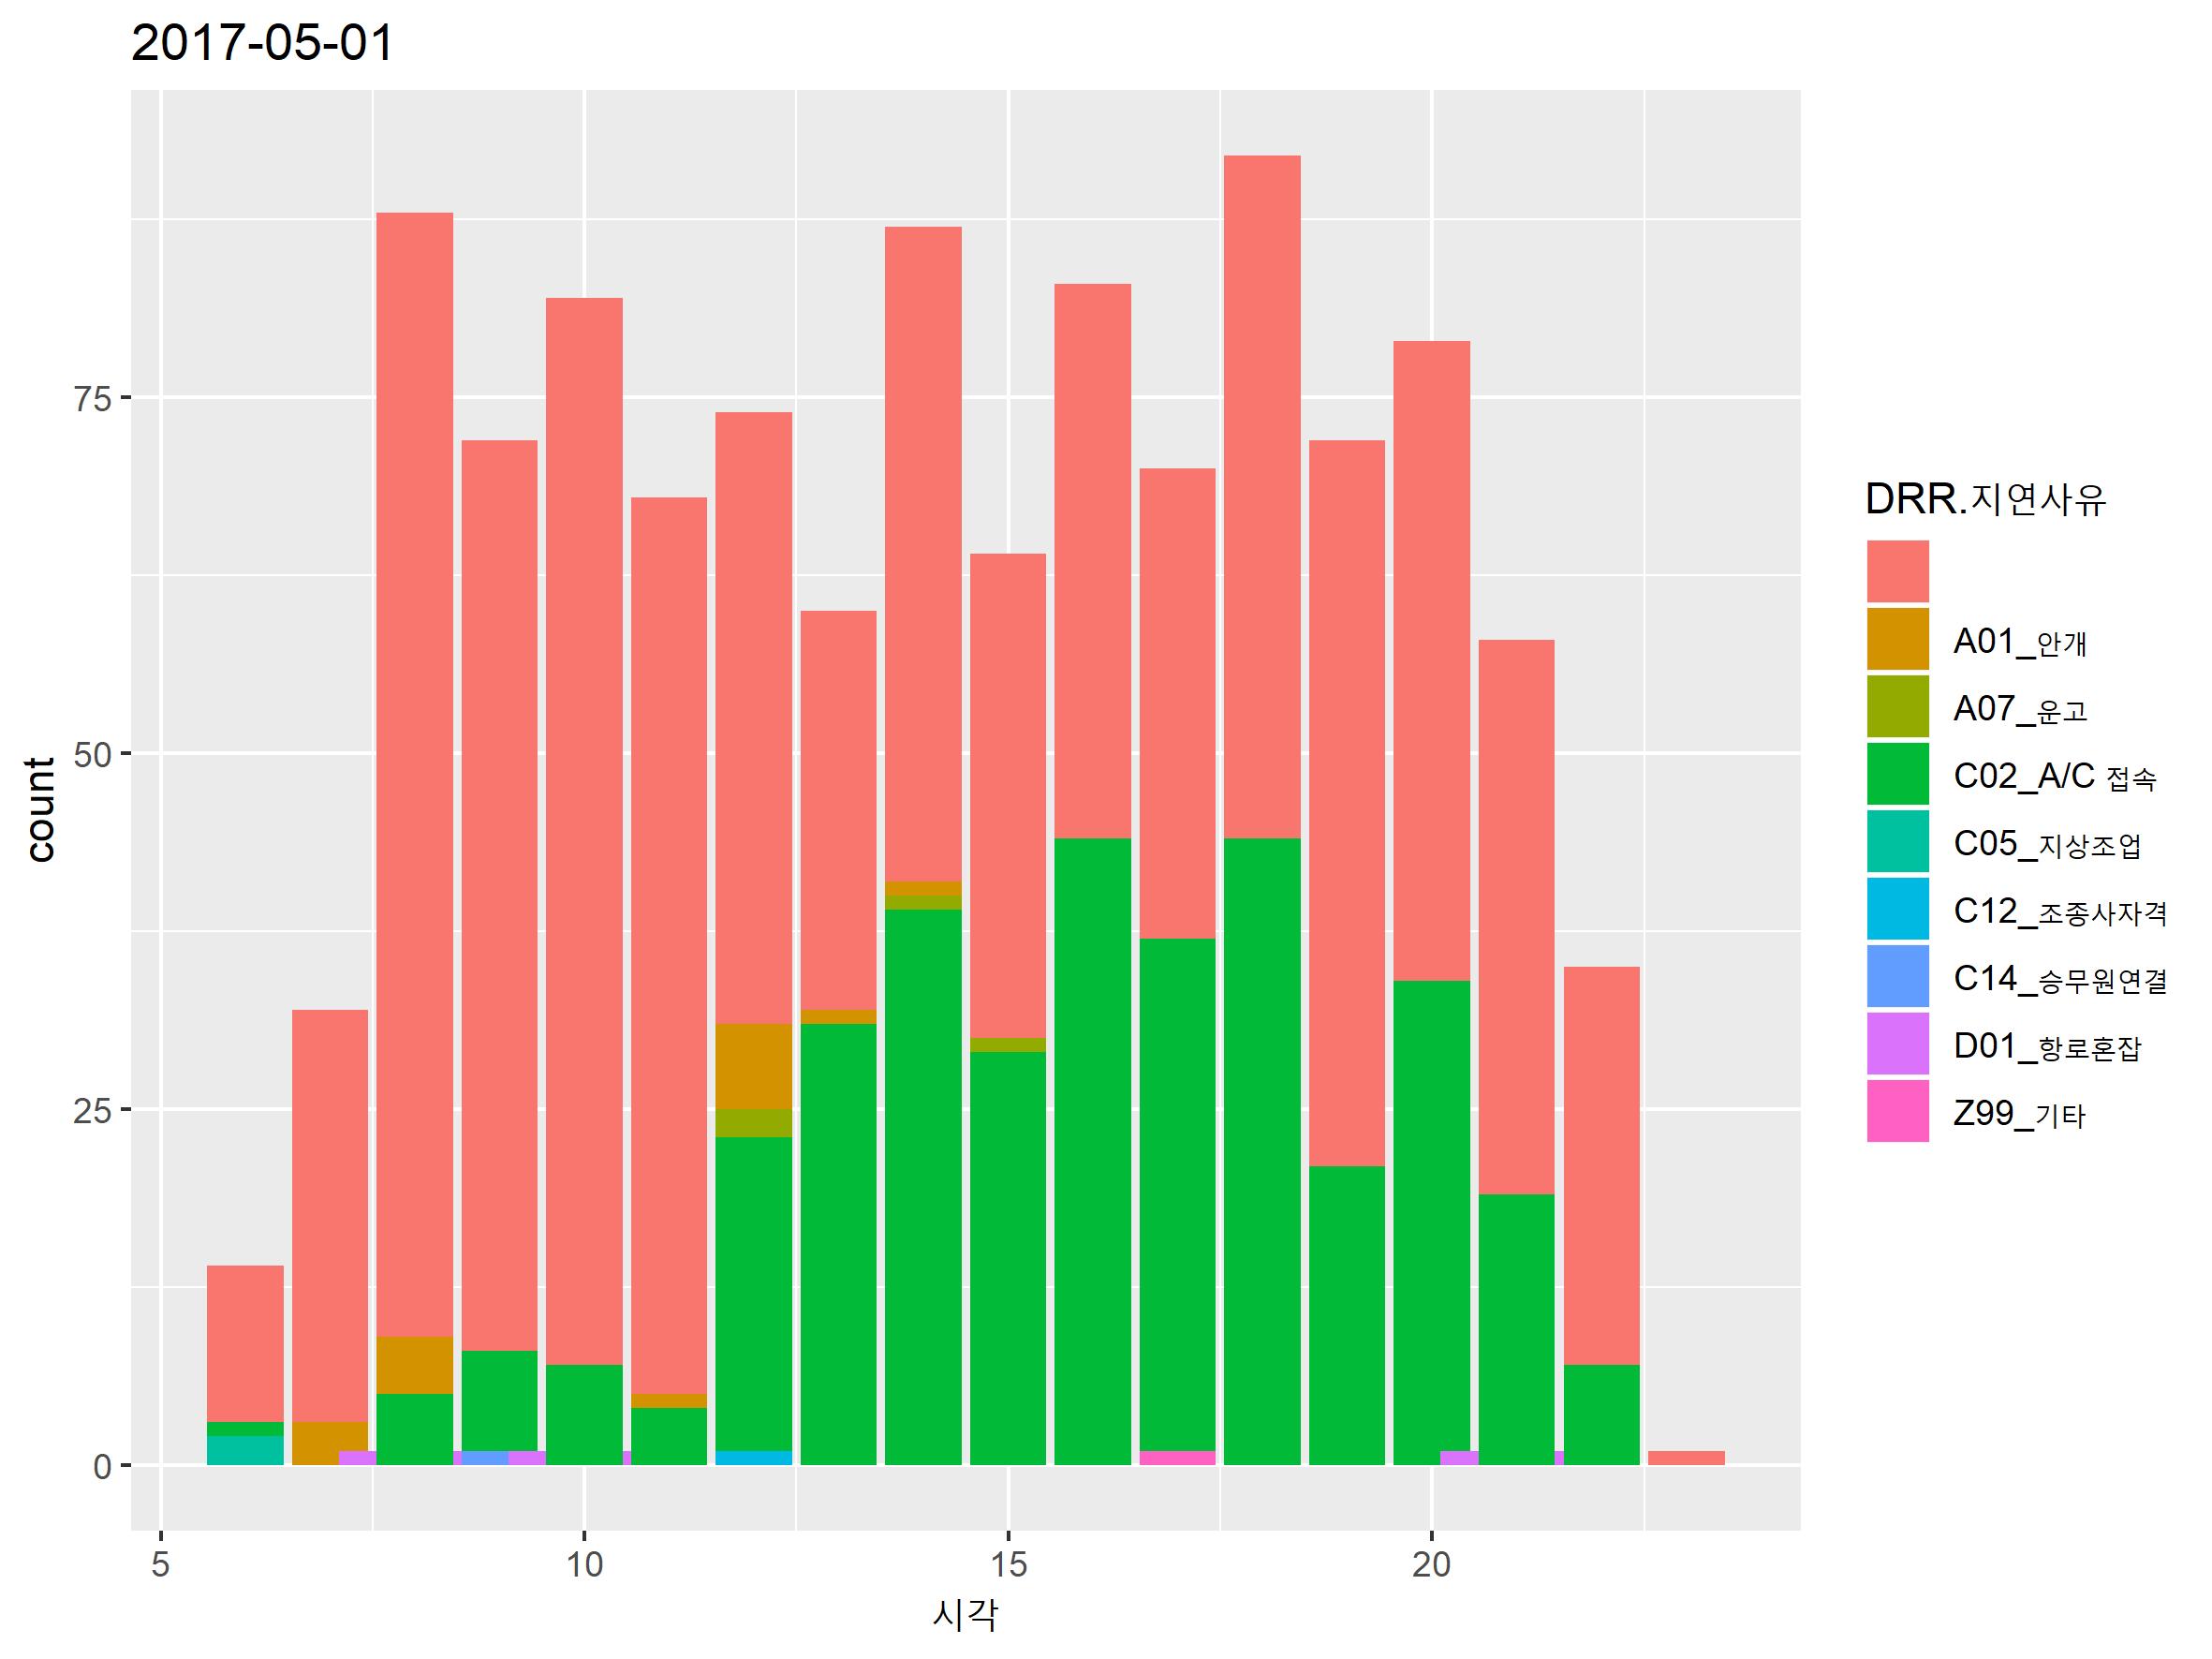 2017-05-01
75
50
25
0
count
5 10 15 20
시각
DRR.지연사유
A01_안개
A07_운고
C02_A/C 접속
C05_지상조업
C12_조종사자격
C14_승무원연결
D01_항로혼잡
Z99_기타